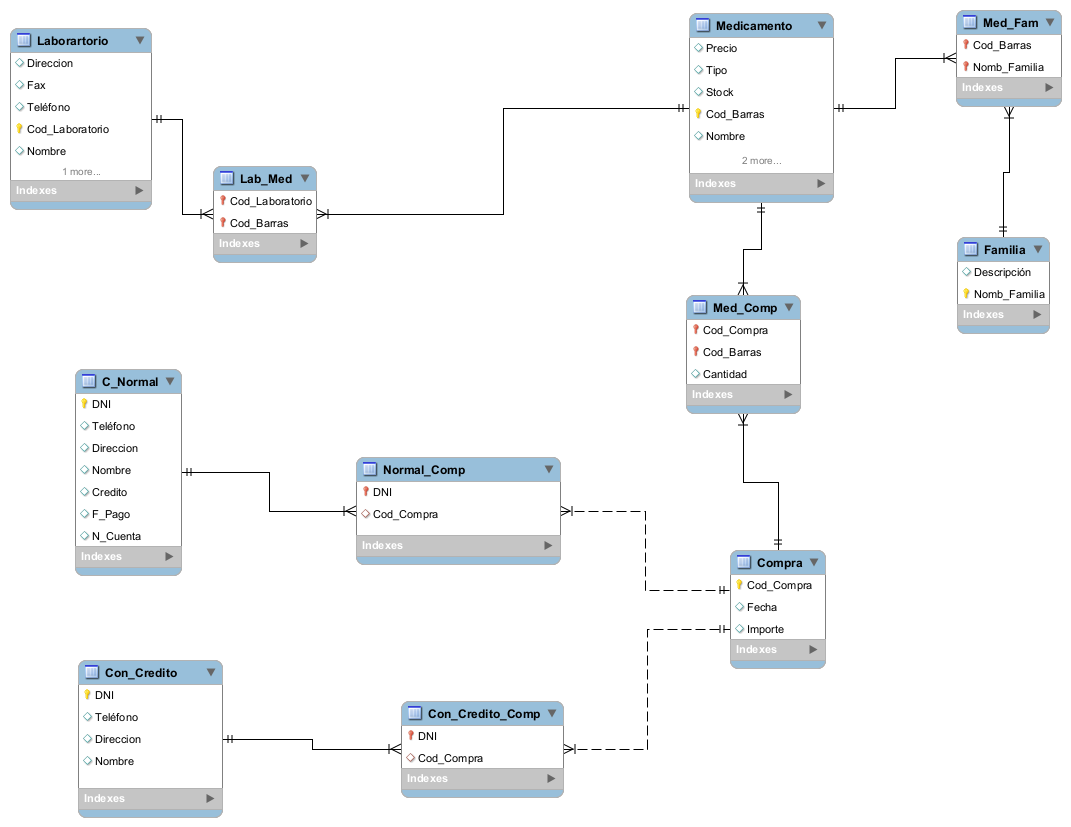 Laborartorio
Direccion
Fax
Teléfono
Cod_Laboratorio
Nombre
1 more...
Indexes
Lab_Med
Cod_Laboratorio
Cod_Barras
Indexes
Medicamento
Precio
Tipo
Stock
Cod_Barras
Nombre
2 more...
Indexes
Med_Fam
Cod_Barras
Nomb_Familia
Indexes
Familia
Descripción
Nomb_Familia
Indexes
Med_Comp
Cod_Compra
Cod_Barras
Cantidad
Indexes
C_Normal
DNI
Teléfono
Direccion
Nombre
Credito
F_Pago
N_Cuenta
Indexes
Normal_Comp
DNI
Cod_Compra
Indexes
Compra
Cod_Compra
Fecha
Importe
Indexes
Con_Credito
DNI
Teléfono
Direccion
Nombre
Indexes
Con_Credito_Comp
DNI
Cod_Compra
Indexes